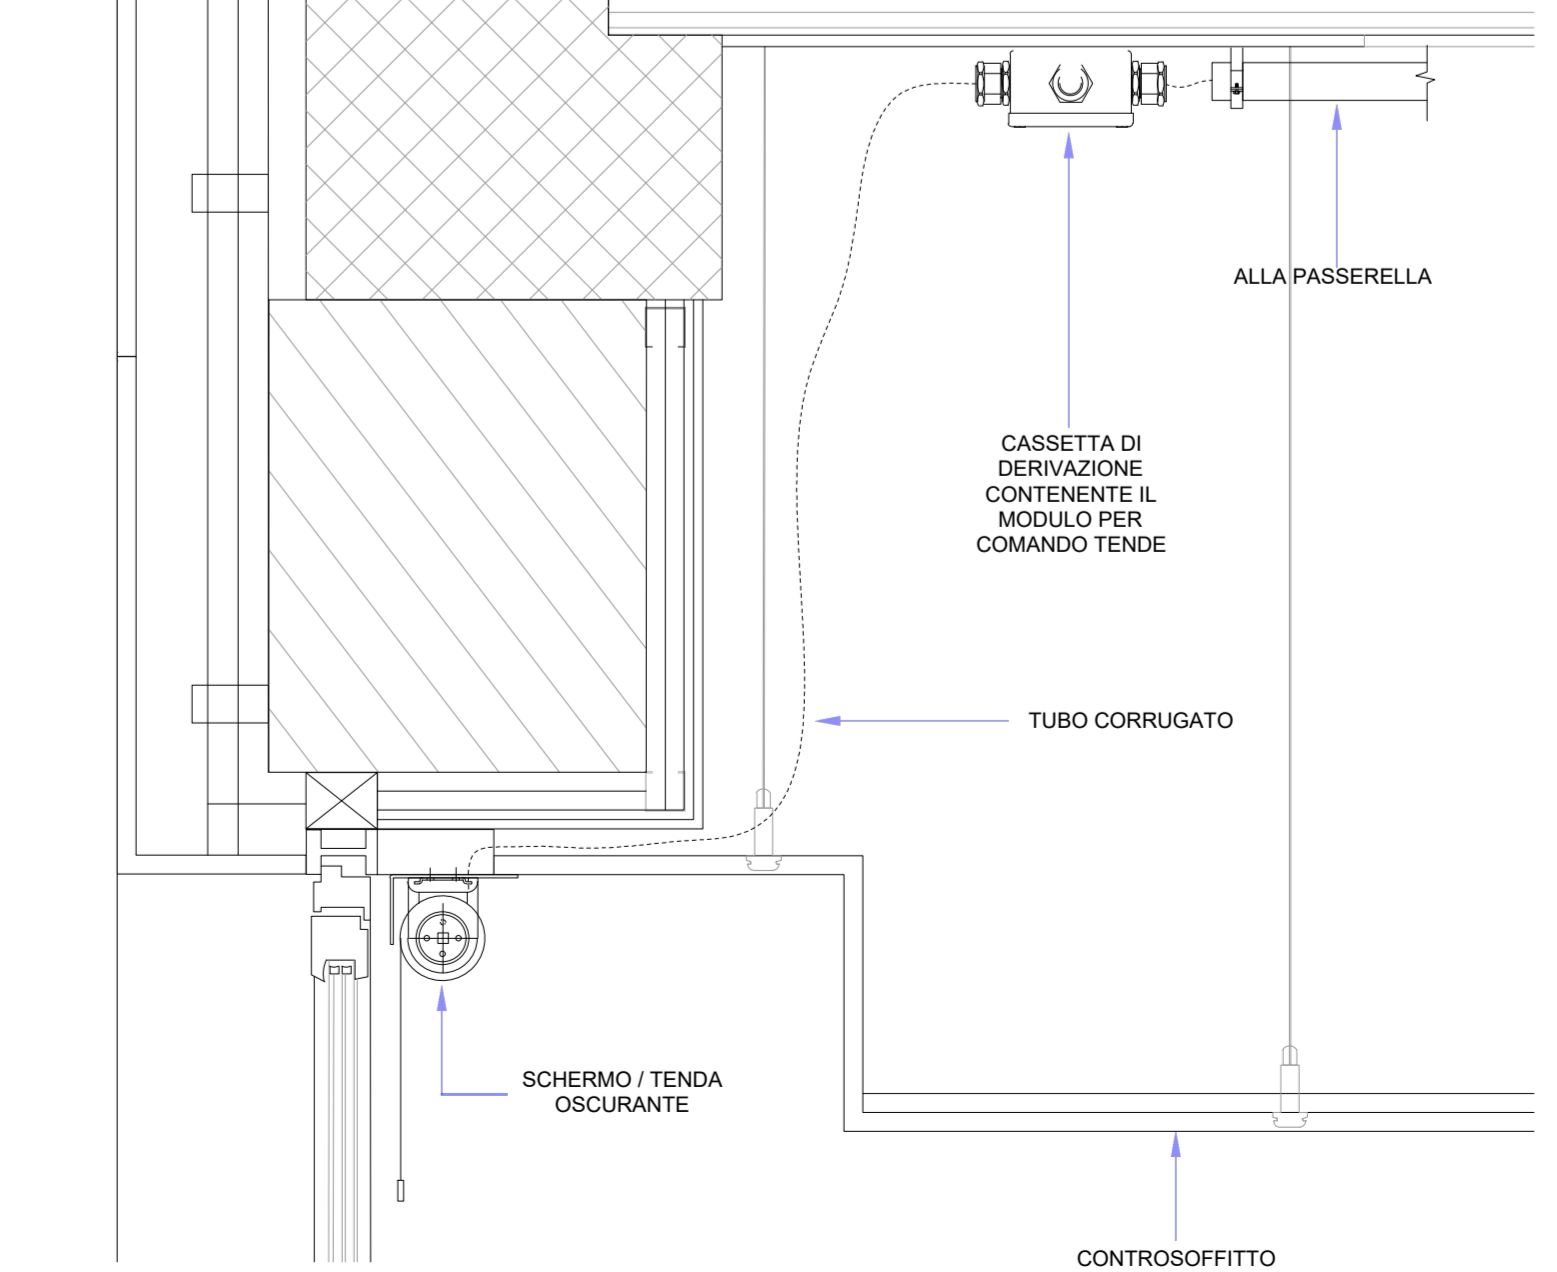 ALLA PASSERELLA
CASSETTA DI
DERIVAZIONE
CONTENENTE IL
MODULO PER
COMANDO TENDE
TUBO CORRUGATO
SCHERMO / TENDA
OSCURANTE
CONTROSOFFITTO